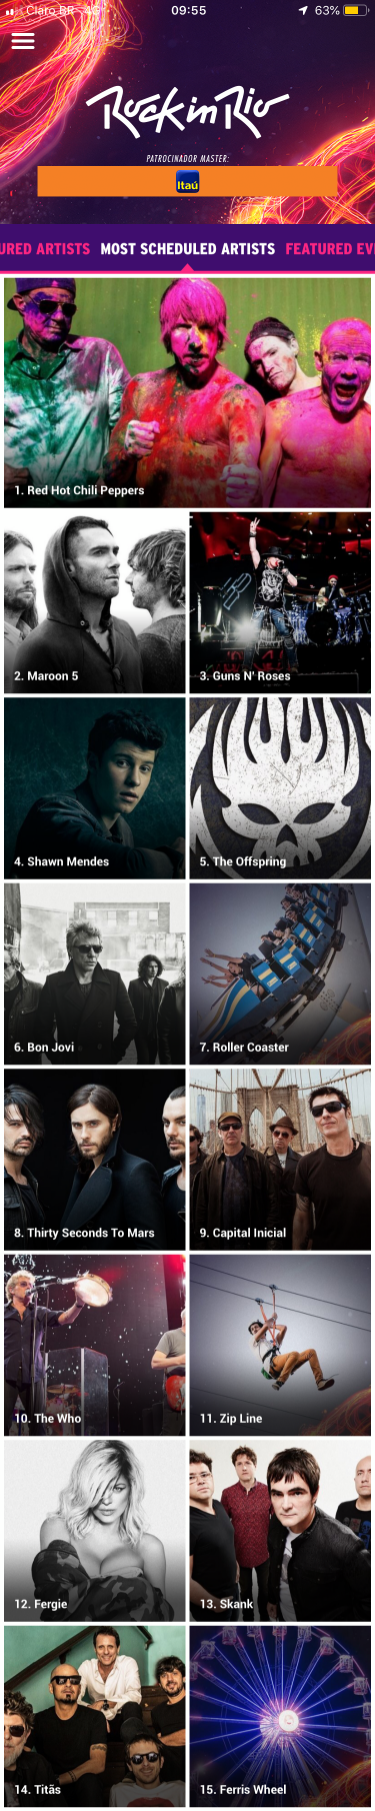 Claro BR 4G 09:55 63%
Rock in Rio
PATROCINADOR MASTER:
Itaú
URED ARTISTS MOST SCHEDULED ARTISTS FEATURED EV
1. Red Hot Chili Peppers
2. Maroon 5
3. Guns N' Roses
4. Shawn Mendes
5. The Offspring
6. Bon Jovi
7. Roller Coaster
8. Thirty Seconds To Mars
9. Capital Inicial
10. The Who
11. Zip Line
12. Fergie
13. Skank
14. Titãs
15. Ferris Wheel